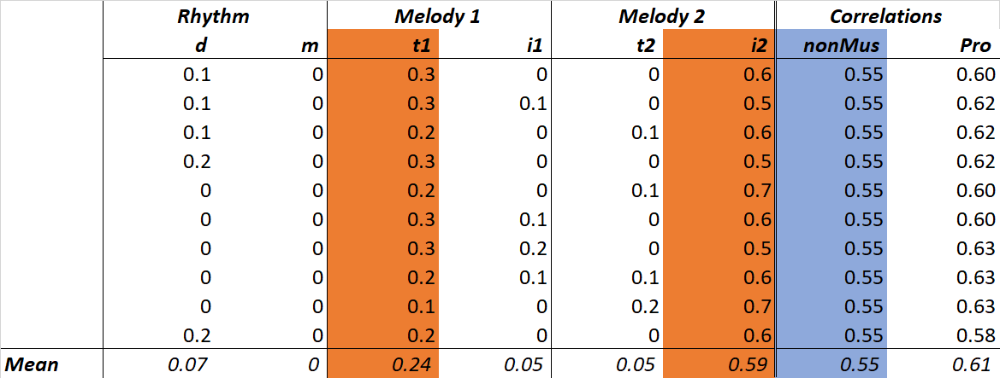 Rhythm Melody 1 Melody 2 Correlations
d m t1 i1 t2 i2 nonMus Pro
0.1 0 0.3 0 0 0.6 0.55 0.60
0.1 0 0.3 0.1 0 0.5 0.55 0.62
0.1 0 0.2 0 0.1 0.6 0.55 0.62
0.2 0 0.3 0 0 0.5 0.55 0.62
0 0 0.2 0 0.1 0.7 0.55 0.60
0 0 0.3 0.1 0 0.6 0.55 0.60
0 0 0.3 0.2 0 0.5 0.55 0.63
0 0 0.2 0.1 0.1 0.6 0.55 0.63
0 0 0.1 0 0.2 0.7 0.55 0.63
0.2 0 0.2 0 0 0.6 0.55 0.58
Mean 0.07 0 0.24 0.05 0.05 0.59 0.55 0.61